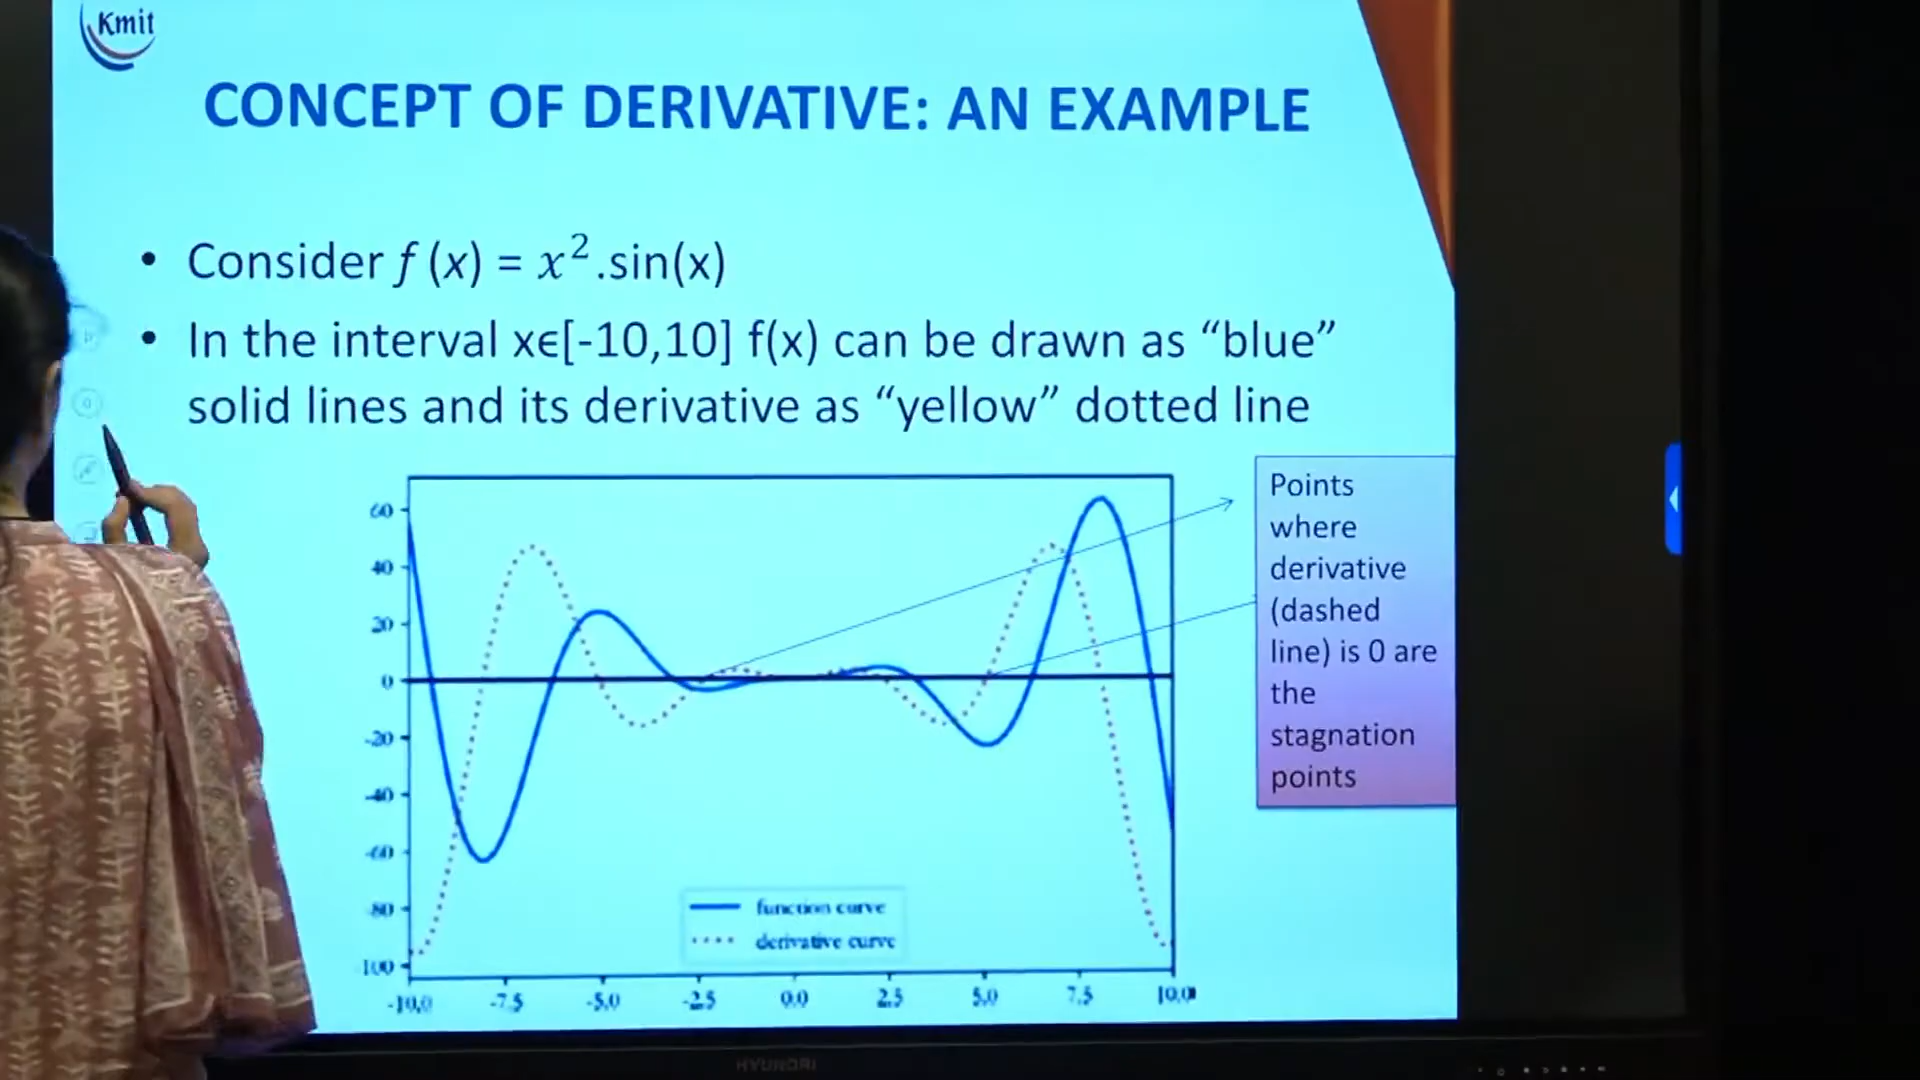 Kmit
CONCEPT OF DERIVATIVE: AN EXAMPLE
• Consider f (x) = x².sin(x)
• In the interval xϵ[-10,10] f(x) can be drawn as “blue”
solid lines and its derivative as “yellow” dotted line
Points
where
derivative
(dashed
line) is 0 are
the
stagnation
points
60
40
20
0
-20
-40
-60
-80
-100
function curve
derivative curve
-10.0 -7.5 -5.0 -2.5 0.0 2.5 5.0 7.5 10.0
HYUNDAI